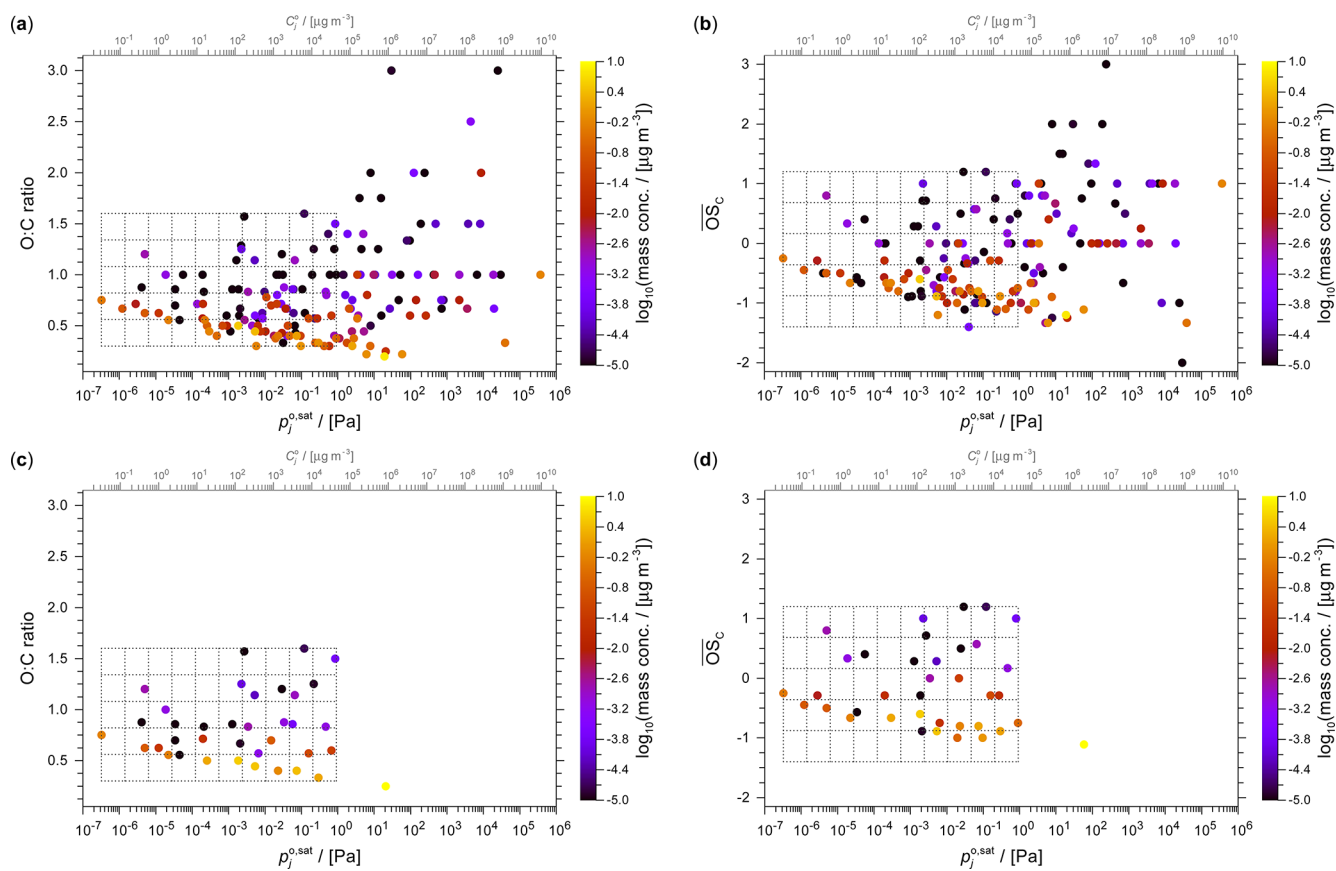 (a)
C_j^o / [μg m⁻³]
10⁻¹ 10⁰ 10¹ 10² 10³ 10⁴ 10⁵ 10⁶ 10⁷ 10⁸ 10⁹ 10¹⁰
O:C ratio
3.0
2.5
2.0
1.5
1.0
0.5
10⁻⁷ 10⁻⁶ 10⁻⁵ 10⁻⁴ 10⁻³ 10⁻² 10⁻¹ 10⁰ 10¹ 10² 10³ 10⁴ 10⁵ 10⁶
p_j^{o,sat} / [Pa]
1.0
0.4
-0.2
-0.8
-1.4
-2.0
-2.6
-3.2
-3.8
-4.4
-5.0
log₁₀(mass conc. / [μg m⁻³])
(b)
C_j^o / [μg m⁻³]
10⁻¹ 10⁰ 10¹ 10² 10³ 10⁴ 10⁵ 10⁶ 10⁷ 10⁸ 10⁹ 10¹⁰
O̅S̅_C
3
2
1
0
-1
-2
10⁻⁷ 10⁻⁶ 10⁻⁵ 10⁻⁴ 10⁻³ 10⁻² 10⁻¹ 10⁰ 10¹ 10² 10³ 10⁴ 10⁵ 10⁶
p_j^{o,sat} / [Pa]
1.0
0.4
-0.2
-0.8
-1.4
-2.0
-2.6
-3.2
-3.8
-4.4
-5.0
log₁₀(mass conc. / [μg m⁻³])
(c)
C_j^o / [μg m⁻³]
10⁻¹ 10⁰ 10¹ 10² 10³ 10⁴ 10⁵ 10⁶ 10⁷ 10⁸ 10⁹ 10¹⁰
O:C ratio
3.0
2.5
2.0
1.5
1.0
0.5
10⁻⁷ 10⁻⁶ 10⁻⁵ 10⁻⁴ 10⁻³ 10⁻² 10⁻¹ 10⁰ 10¹ 10² 10³ 10⁴ 10⁵ 10⁶
p_j^{o,sat} / [Pa]
1.0
0.4
-0.2
-0.8
-1.4
-2.0
-2.6
-3.2
-3.8
-4.4
-5.0
log₁₀(mass conc. / [μg m⁻³])
(d)
C_j^o / [μg m⁻³]
10⁻¹ 10⁰ 10¹ 10² 10³ 10⁴ 10⁵ 10⁶ 10⁷ 10⁸ 10⁹ 10¹⁰
O̅S̅_C
3
2
1
0
-1
-2
10⁻⁷ 10⁻⁶ 10⁻⁵ 10⁻⁴ 10⁻³ 10⁻² 10⁻¹ 10⁰ 10¹ 10² 10³ 10⁴ 10⁵ 10⁶
p_j^{o,sat} / [Pa]
1.0
0.4
-0.2
-0.8
-1.4
-2.0
-2.6
-3.2
-3.8
-4.4
-5.0
log₁₀(mass conc. / [μg m⁻³])